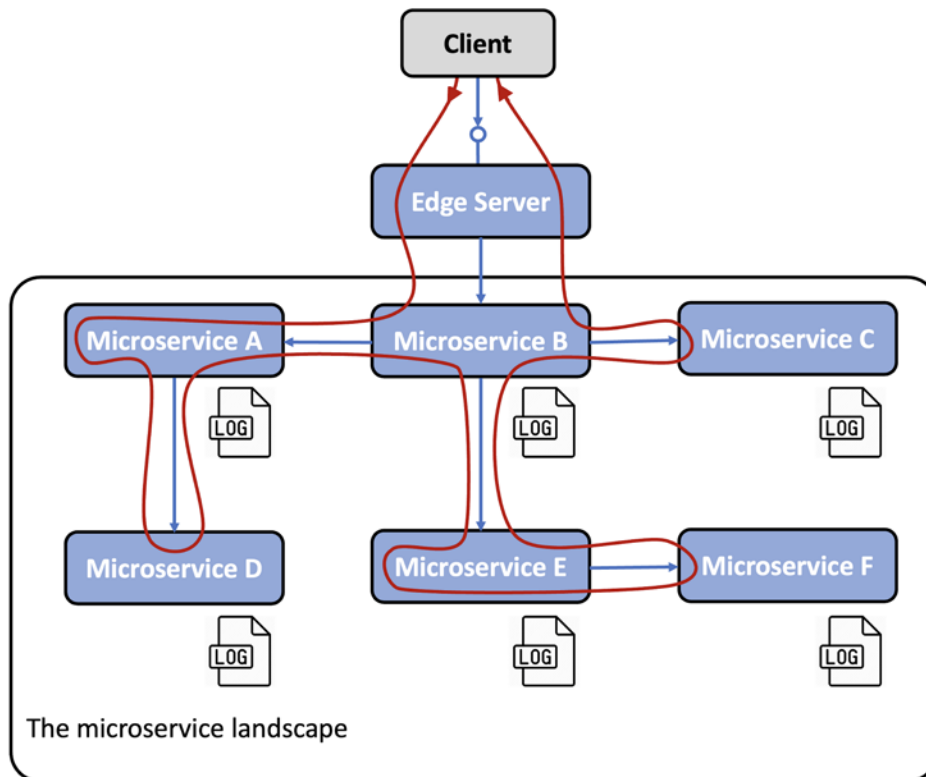 Client
Edge Server
Microservice A
Microservice B
Microservice C
LOG
LOG
LOG
Microservice D
Microservice E
Microservice F
LOG
LOG
LOG
The microservice landscape